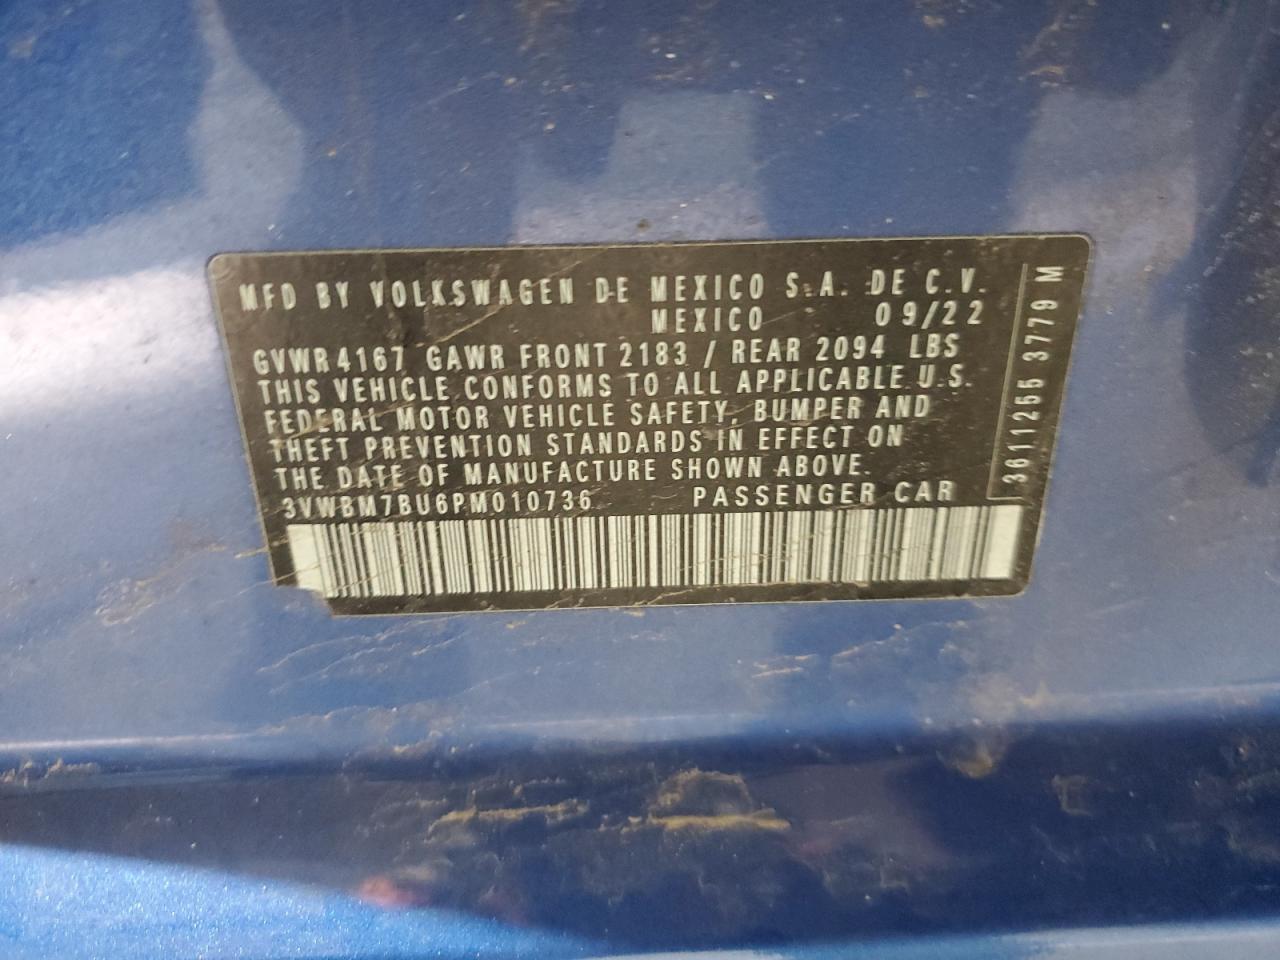 MFD BY VOLKSWAGEN DE MEXICO S.A. DE C.V.
MEXICO 09/22
GVWR 4167 GAWR FRONT 2183 / REAR 2094 LBS
THIS VEHICLE CONFORMS TO ALL APPLICABLE U.S.
FEDERAL MOTOR VEHICLE SAFETY, BUMPER AND
THEFT PREVENTION STANDARDS IN EFFECT ON
THE DATE OF MANUFACTURE SHOWN ABOVE.
3VWBM7BU6PM010736 PASSENGER CAR
3611255 3779 M